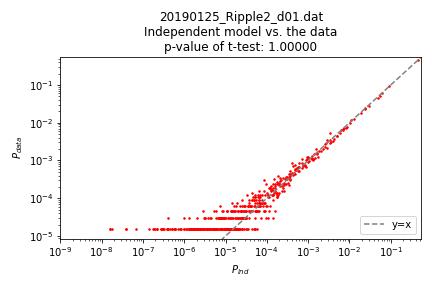 20190125_Ripple2_d01.dat
Independent model vs. the data
p-value of t-test: 1.00000
P_data
10^-1
10^-2
10^-3
10^-4
10^-5
y=x
10^-9 10^-8 10^-7 10^-6 10^-5 10^-4 10^-3 10^-2 10^-1
P_ind